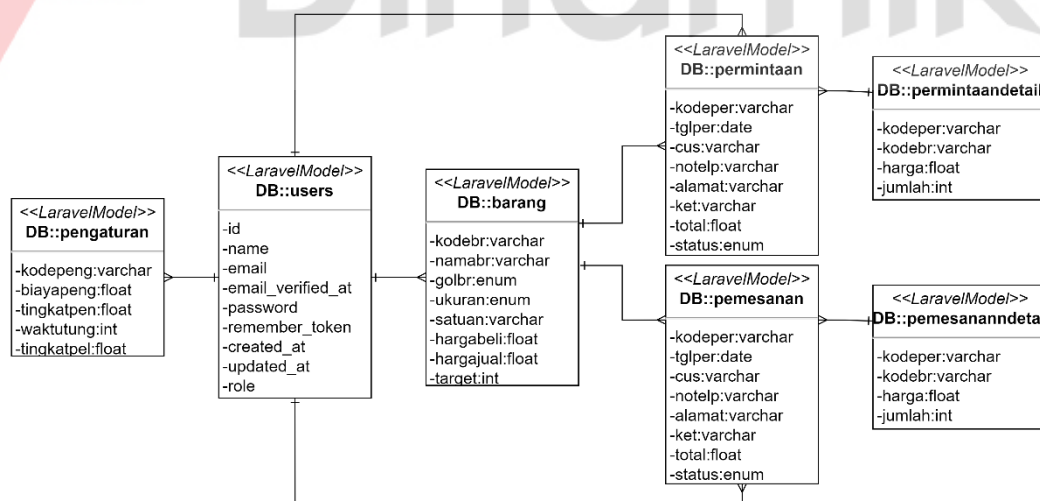 Dinamik
<<LaravelModel>>
DB::pengaturan
-kodepeng:varchar
-biayapeng:float
-tingkatpen:float
-waktutung:int
-tingkatpel:float
<<LaravelModel>>
DB::users
-id
-name
-email
-email_verified_at
-password
-remember_token
-created_at
-updated_at
-role
<<LaravelModel>>
DB::barang
-kodebr:varchar
-namabr:varchar
-golbr:enum
-ukuran:enum
-satuan:varchar
-hargabeli:float
-hargajual:float
-target:int
<<LaravelModel>>
DB::permintaan
-kodeper:varchar
-tglper:date
-cus:varchar
-notelp:varchar
-alamat:varchar
-ket:varchar
-total:float
-status:enum
<<LaravelModel>>
DB::permintaandetail
-kodeper:varchar
-kodebr:varchar
-harga:float
-jumlah:int
<<LaravelModel>>
DB::pemesanan
-kodeper:varchar
-tglper:date
-cus:varchar
-notelp:varchar
-alamat:varchar
-ket:varchar
-total:float
-status:enum
<<LaravelModel>>
DB::pemesananndeta
-kodeper:varchar
-kodebr:varchar
-harga:float
-jumlah:int